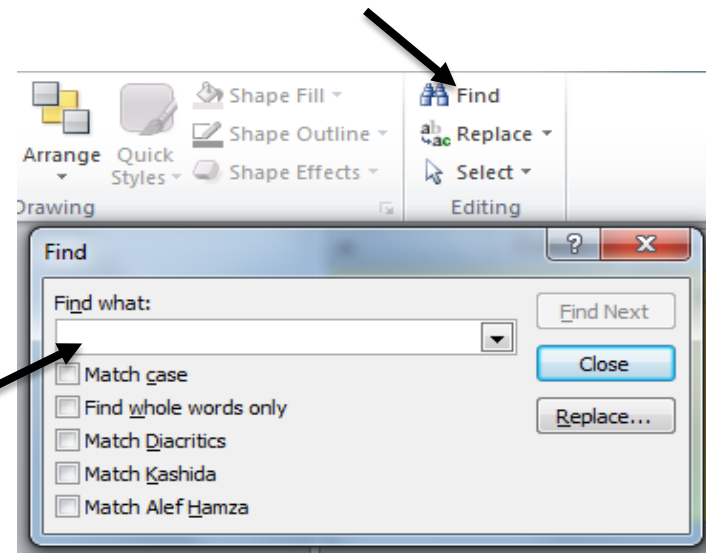 Shape Fill
Find
Shape Outline
Replace
Arrange
Quick Styles
Shape Effects
Select
Drawing
Editing
Find
?
X
Find what:
Find Next
Close
Match case
Find whole words only
Replace...
Match Diacritics
Match Kashida
Match Alef Hamza